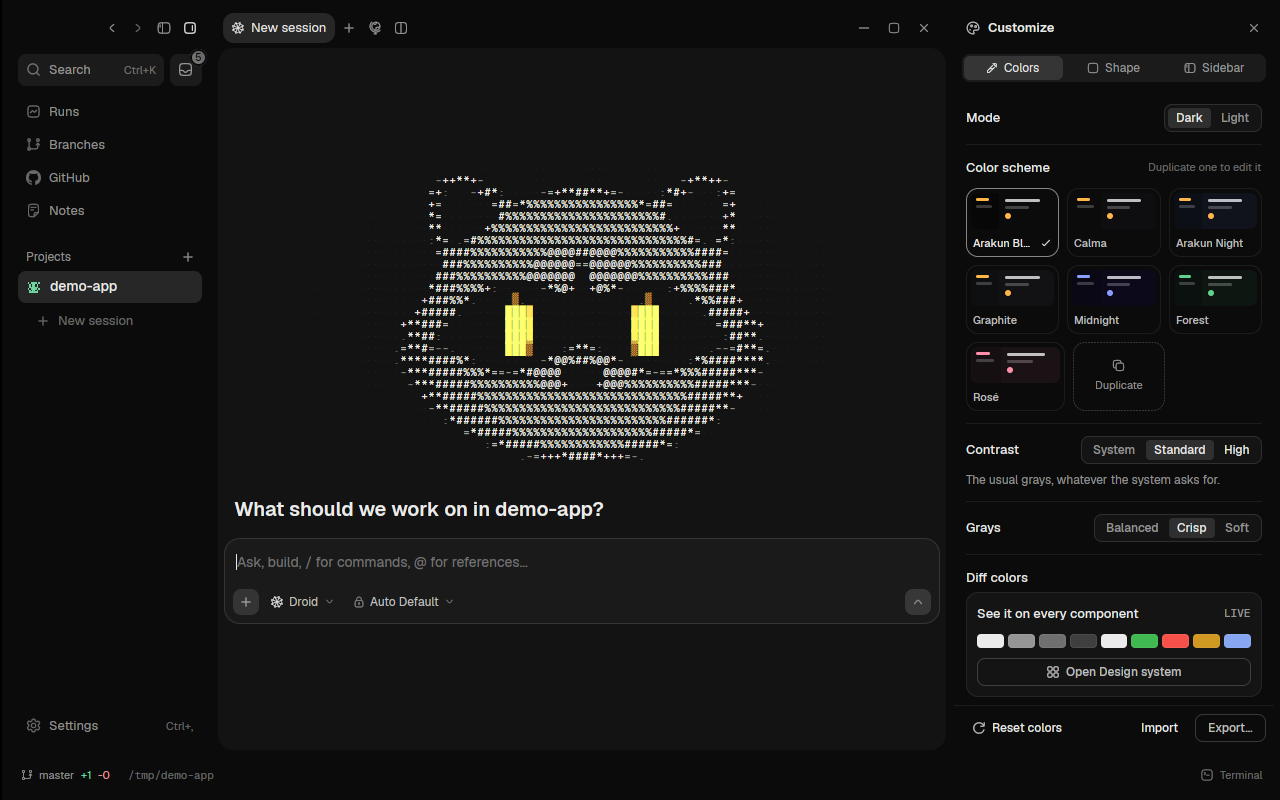 New session
Customize
Search
Ctrl+K
5
Runs
Branches
GitHub
Notes
Projects
demo-app
New session
Settings
Ctrl+,
What should we work on in demo-app?
Ask, build, / for commands, @ for references...
Droid
Auto Default
Colors
Shape
Sidebar
Mode
Dark
Light
Color scheme
Duplicate one to edit it
Arakun Bl...
Calma
Arakun Night
Graphite
Midnight
Forest
Rosé
Duplicate
Contrast
System
Standard
High
The usual grays, whatever the system asks for.
Grays
Balanced
Crisp
Soft
Diff colors
See it on every component
LIVE
Open Design system
Reset colors
Import
Export...
master +1 -0 /tmp/demo-app
Terminal